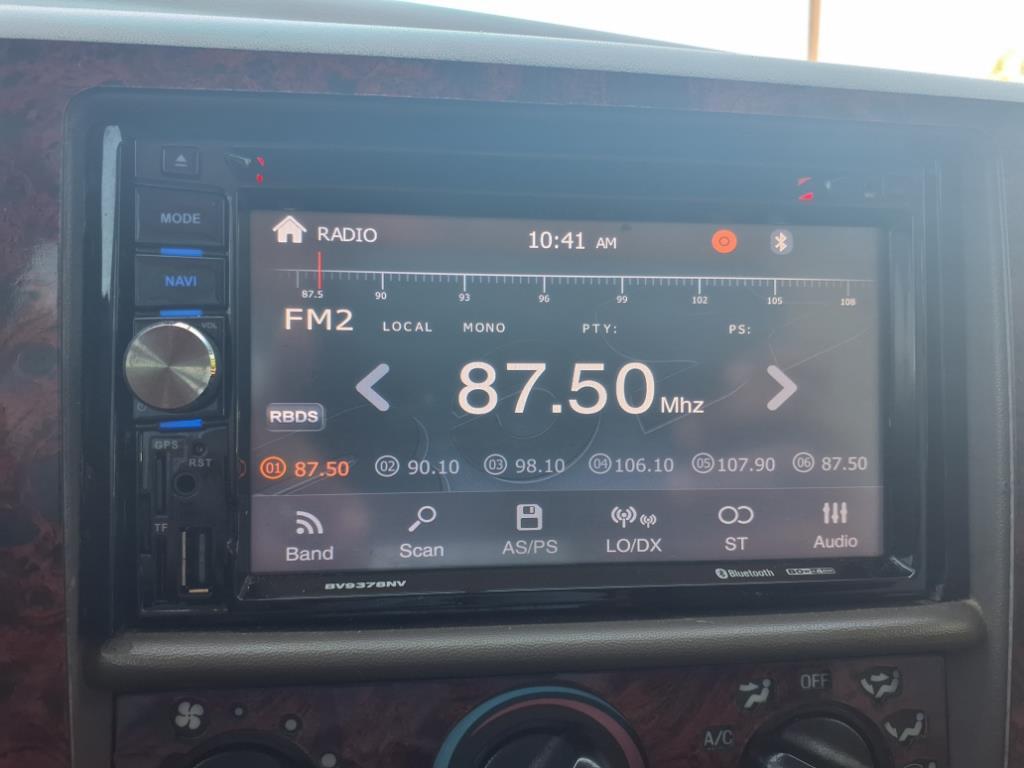 MODE
NAVI
VOL
GPS
RST
TF
RADIO 10:41 AM
87.5 90 93 96 99 102 105 108
FM2 LOCAL MONO PTY: PS:
87.50 Mhz
RBDS
01 87.50 02 90.10 03 98.10 04 106.10 05 107.90 06 87.50
Band Scan AS/PS LO/DX ST Audio
BV9378NV Bluetooth
OFF
A/C